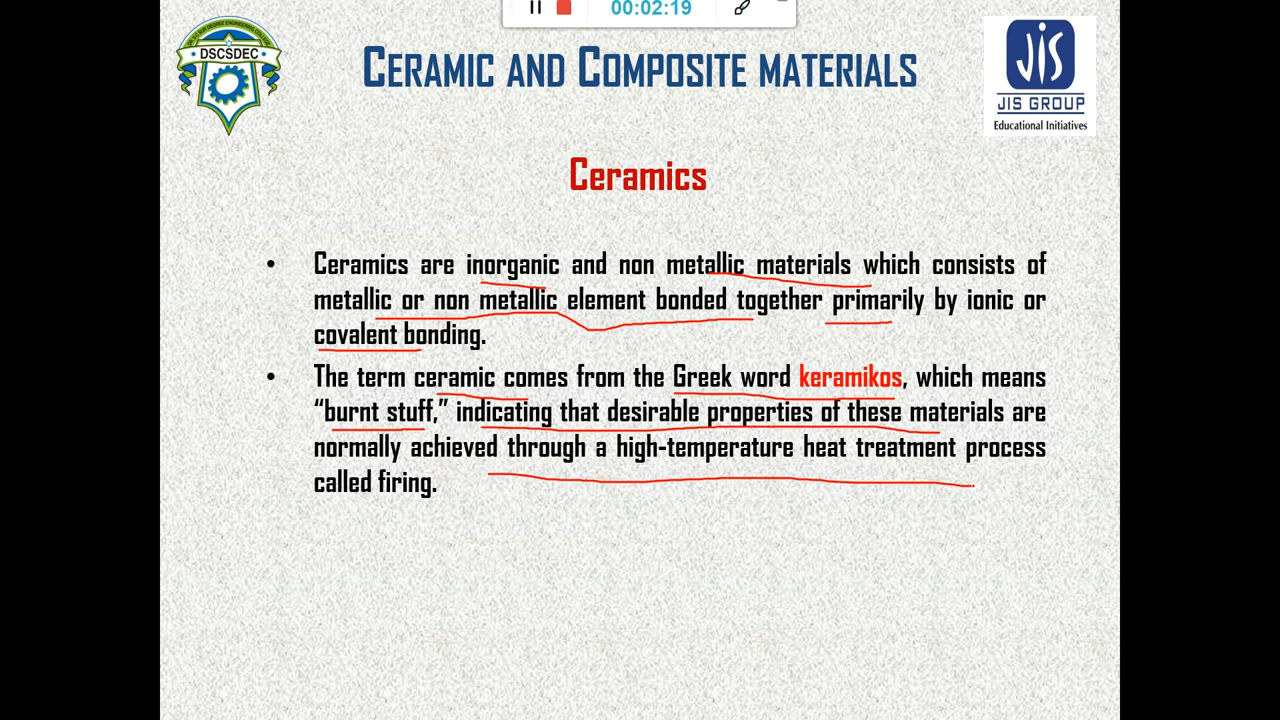 00:02:19
DSCSDEC
CERAMIC AND COMPOSITE MATERIALS
JIS
JIS GROUP
Educational Initiatives
Ceramics
• Ceramics are inorganic and non metallic materials which consists of
metallic or non metallic element bonded together primarily by ionic or
covalent bonding.
• The term ceramic comes from the Greek word keramikos, which means
“burnt stuff,” indicating that desirable properties of these materials are
normally achieved through a high-temperature heat treatment process
called firing.